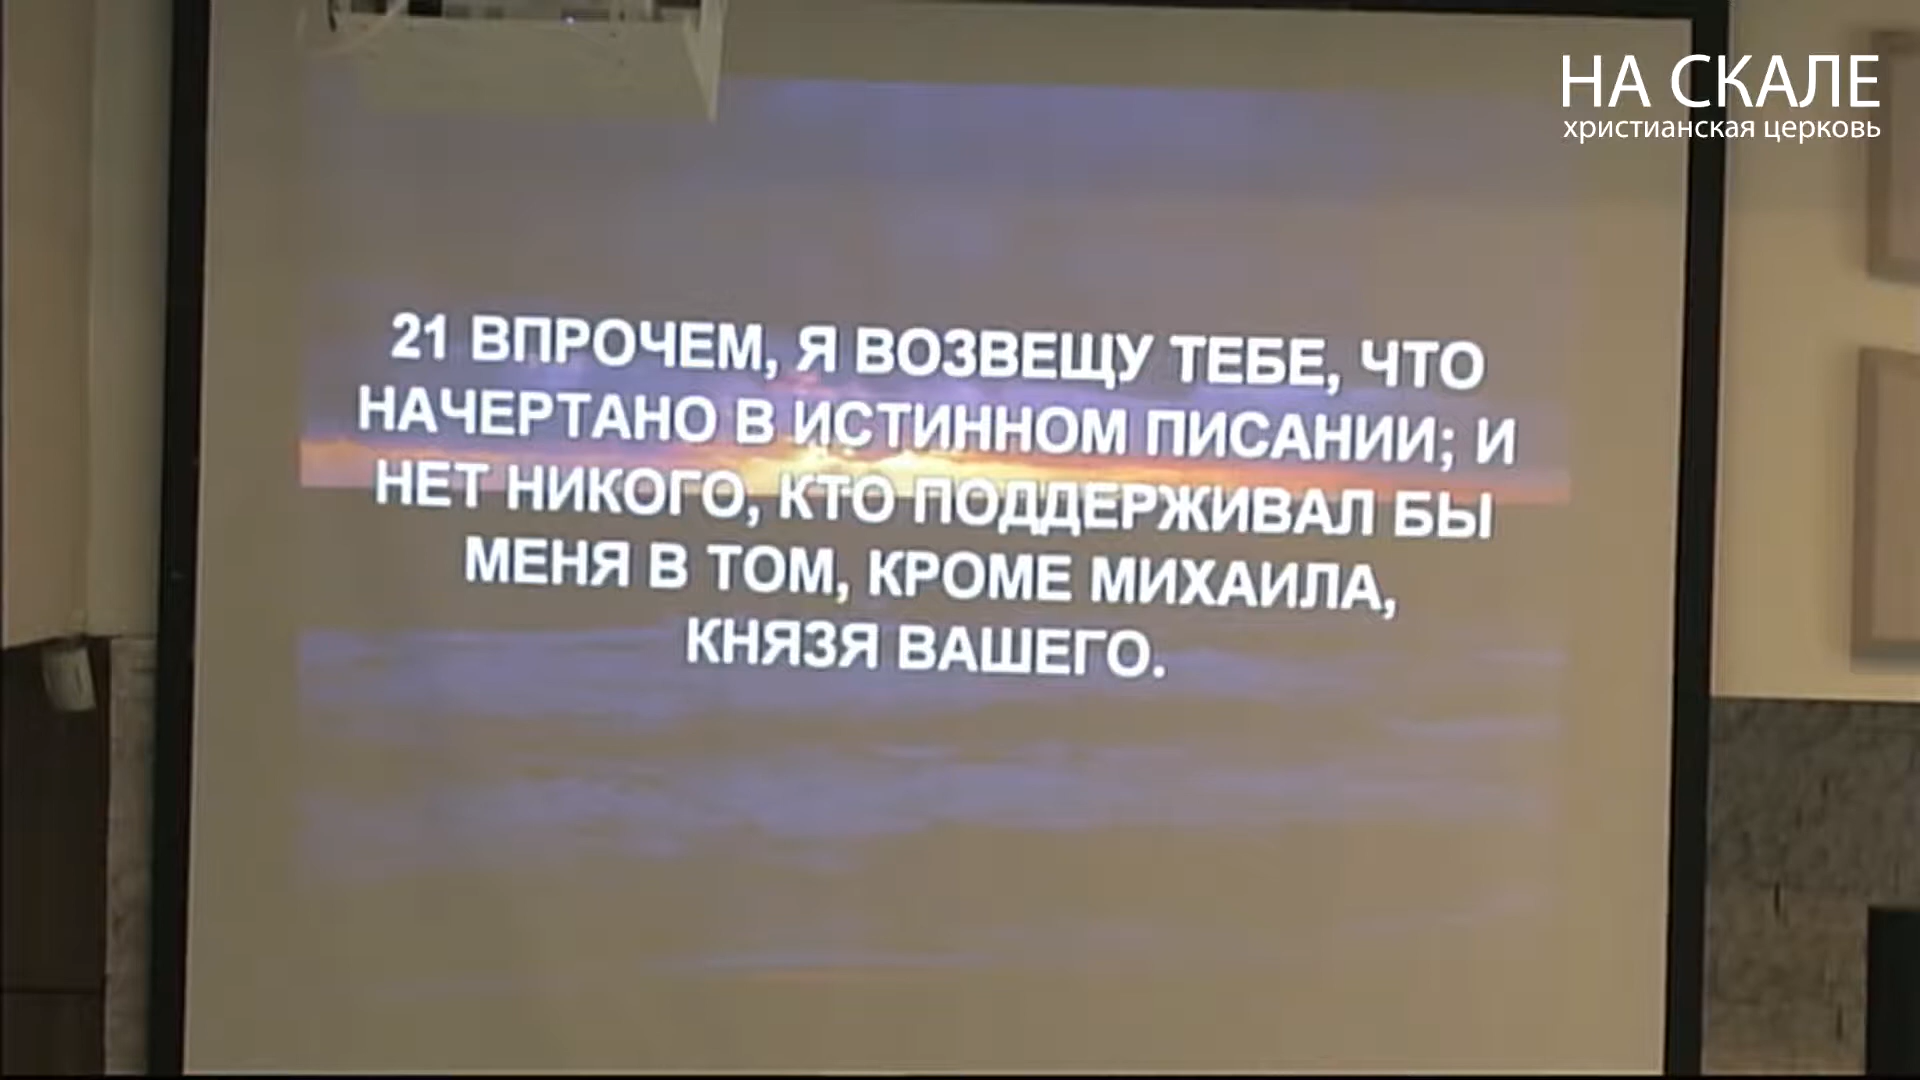 НА СКАЛЕ
христианская церковь
21 ВПРОЧЕМ, Я ВОЗВЕЩУ ТЕБЕ, ЧТО
НАЧЕРТАНО В ИСТИННОМ ПИСАНИИ; И
НЕТ НИКОГО, КТО ПОДДЕРЖИВАЛ БЫ
МЕНЯ В ТОМ, КРОМЕ МИХАИЛА,
КНЯЗЯ ВАШЕГО.